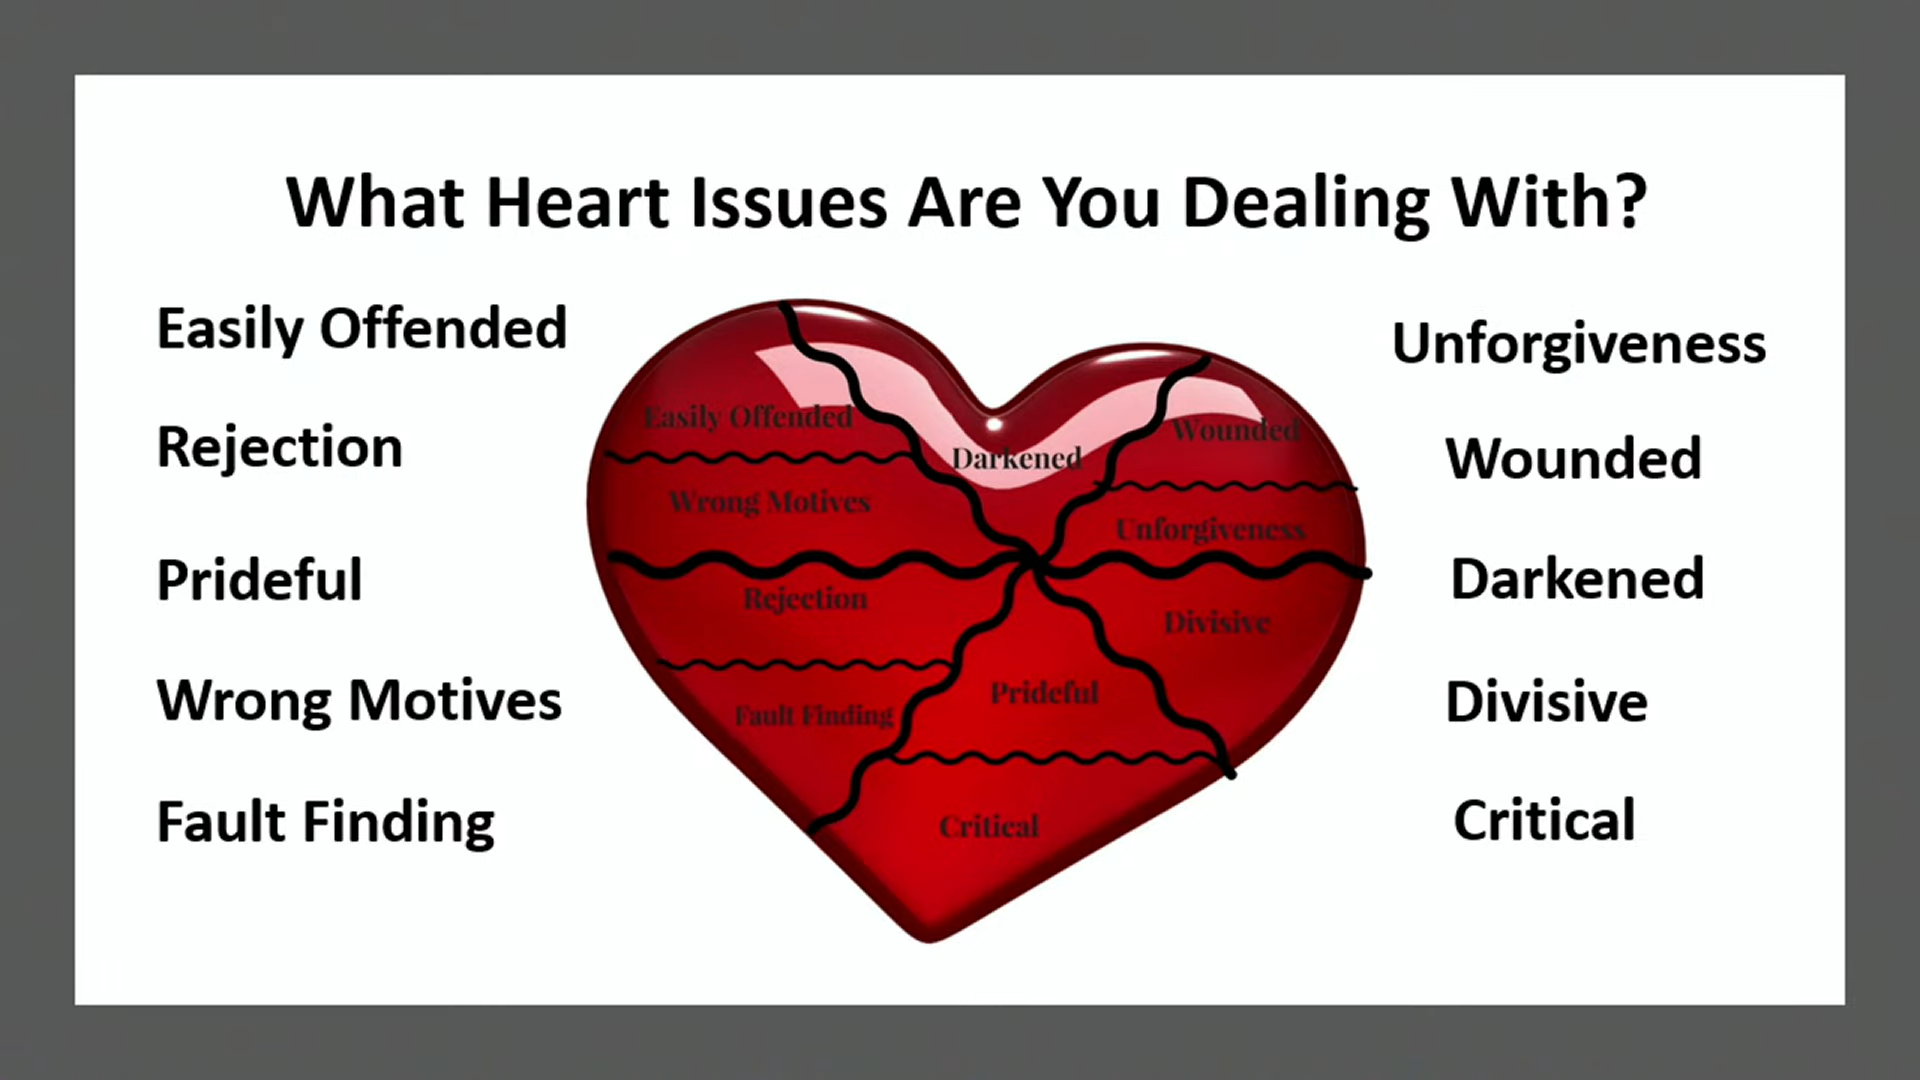 What Heart Issues Are You Dealing With?
Easily Offended
Rejection
Prideful
Wrong Motives
Fault Finding
Easily Offended
Wrong Motives
Rejection
Fault Finding
Darkened
Prideful
Critical
Wounded
Unforgiveness
Divisive
Unforgiveness
Wounded
Darkened
Divisive
Critical